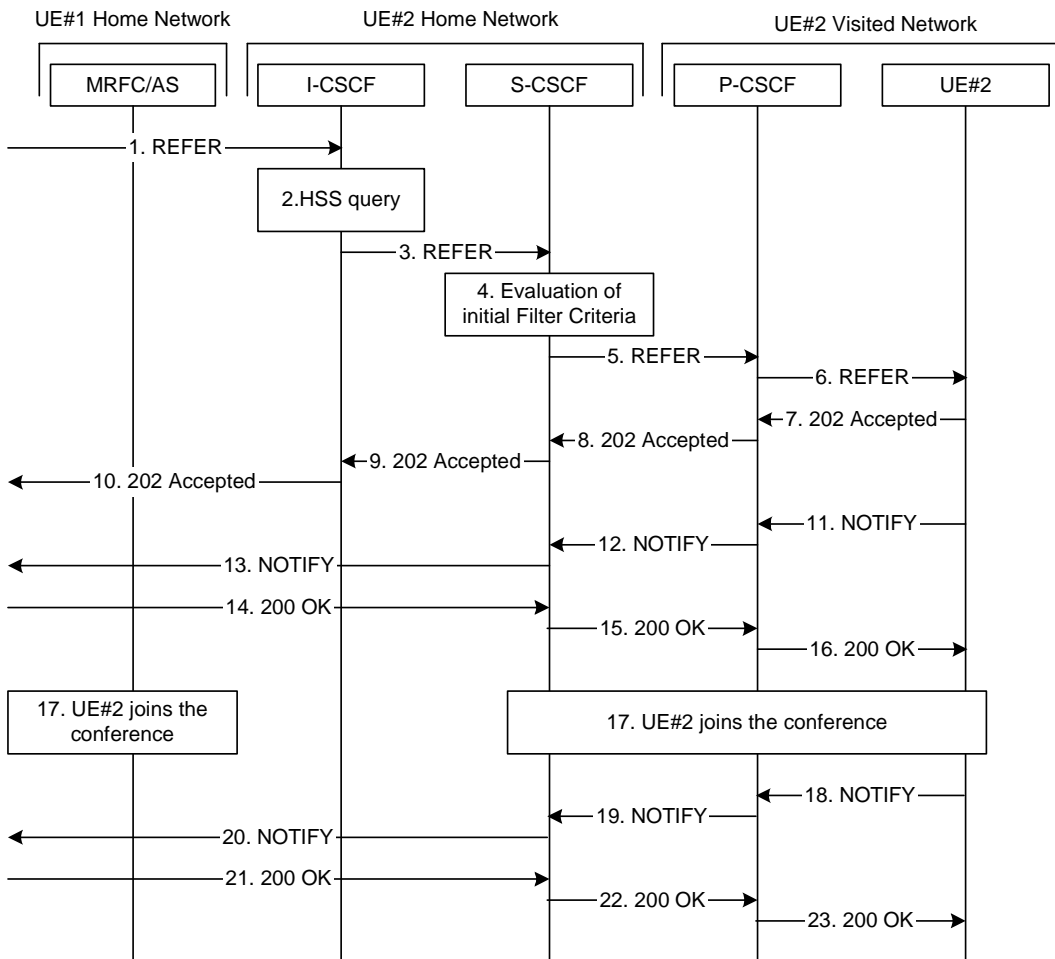 UE#1 Home Network
UE#2 Home Network
UE#2 Visited Network
MRFC/AS
I-CSCF
S-CSCF
P-CSCF
UE#2
1. REFER
2.HSS query
3. REFER
4. Evaluation of
initial Filter Criteria
5. REFER
6. REFER
7. 202 Accepted
8. 202 Accepted
9. 202 Accepted
10. 202 Accepted
11. NOTIFY
12. NOTIFY
13. NOTIFY
14. 200 OK
15. 200 OK
16. 200 OK
17. UE#2 joins the
conference
17. UE#2 joins the conference
18. NOTIFY
19. NOTIFY
20. NOTIFY
21. 200 OK
22. 200 OK
23. 200 OK